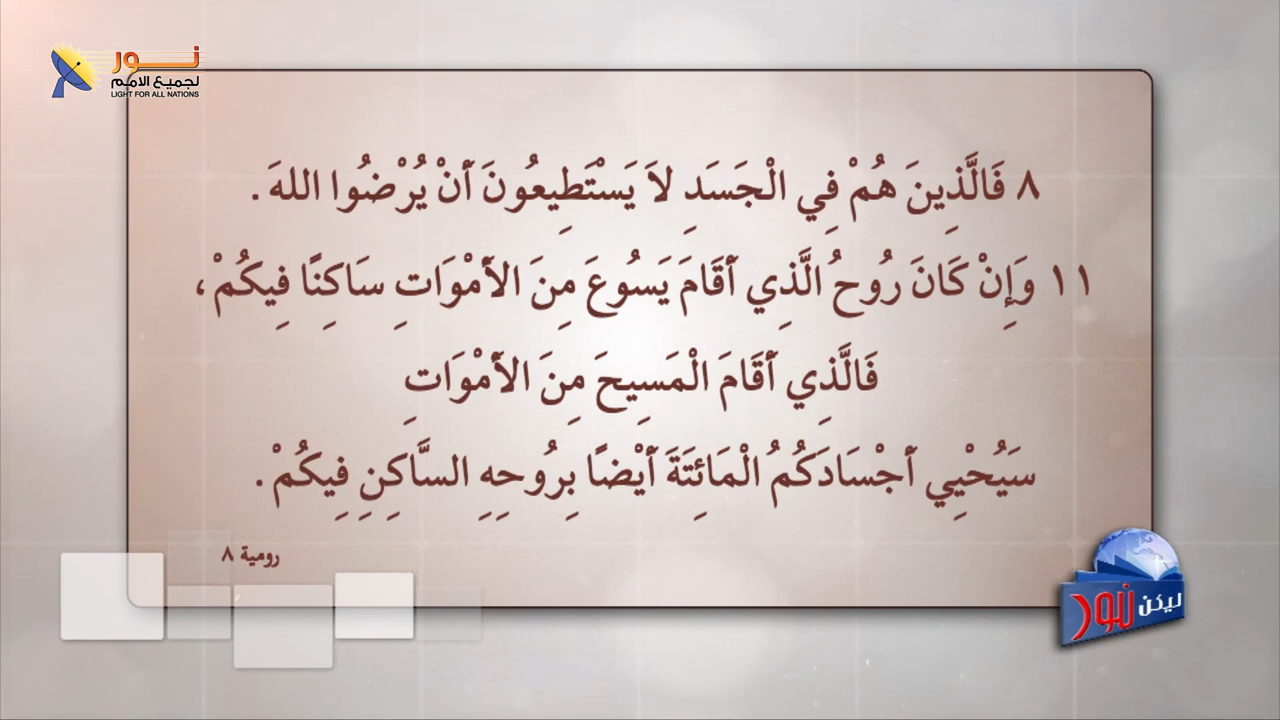 نور
لجميع الامم
LIGHT FOR ALL NATIONS
٨ فَالَّذِينَ هُمْ فِي الْجَسَدِ لاَ يَسْتَطِيعُونَ أَنْ يُرْضُوا اللهَ.
١١ وَإِنْ كَانَ رُوحُ الَّذِي أَقَامَ يَسُوعَ مِنَ الأَمْوَاتِ سَاكِنًا فِيكُمْ،
فَالَّذِي أَقَامَ الْمَسِيحَ مِنَ الأَمْوَاتِ
سَيُحْيِي أَجْسَادَكُمُ الْمَائِتَةَ أَيْضًا بِرُوحِهِ السَّاكِنِ فِيكُمْ.
رومية ٨
ليكن نور